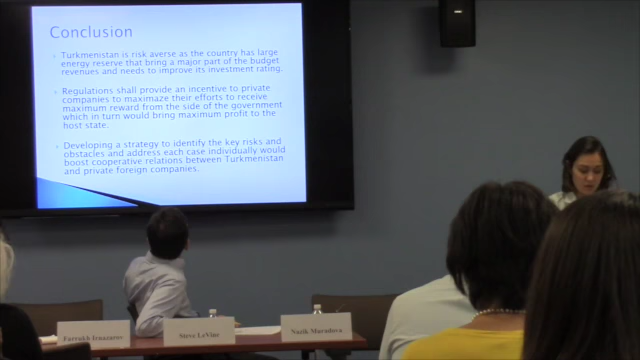 Conclusion
Turkmenistan is risk averse as the country has large
energy reserve that bring a major part of the budget
revenues and needs to improve its investment rating.
Regulations shall provide an incentive to private
companies to maximaze their efforts to receive
maximum reward from the side of the government
which in turn would bring maximum profit to the
host state.
Developing a strategy to identify the key risks and
obstacles and address each case individually would
boost cooperative relations between Turkmenistan
and private foreign companies.
Farrukh Irnazarov
Steve LeVine
Nazik Muradova